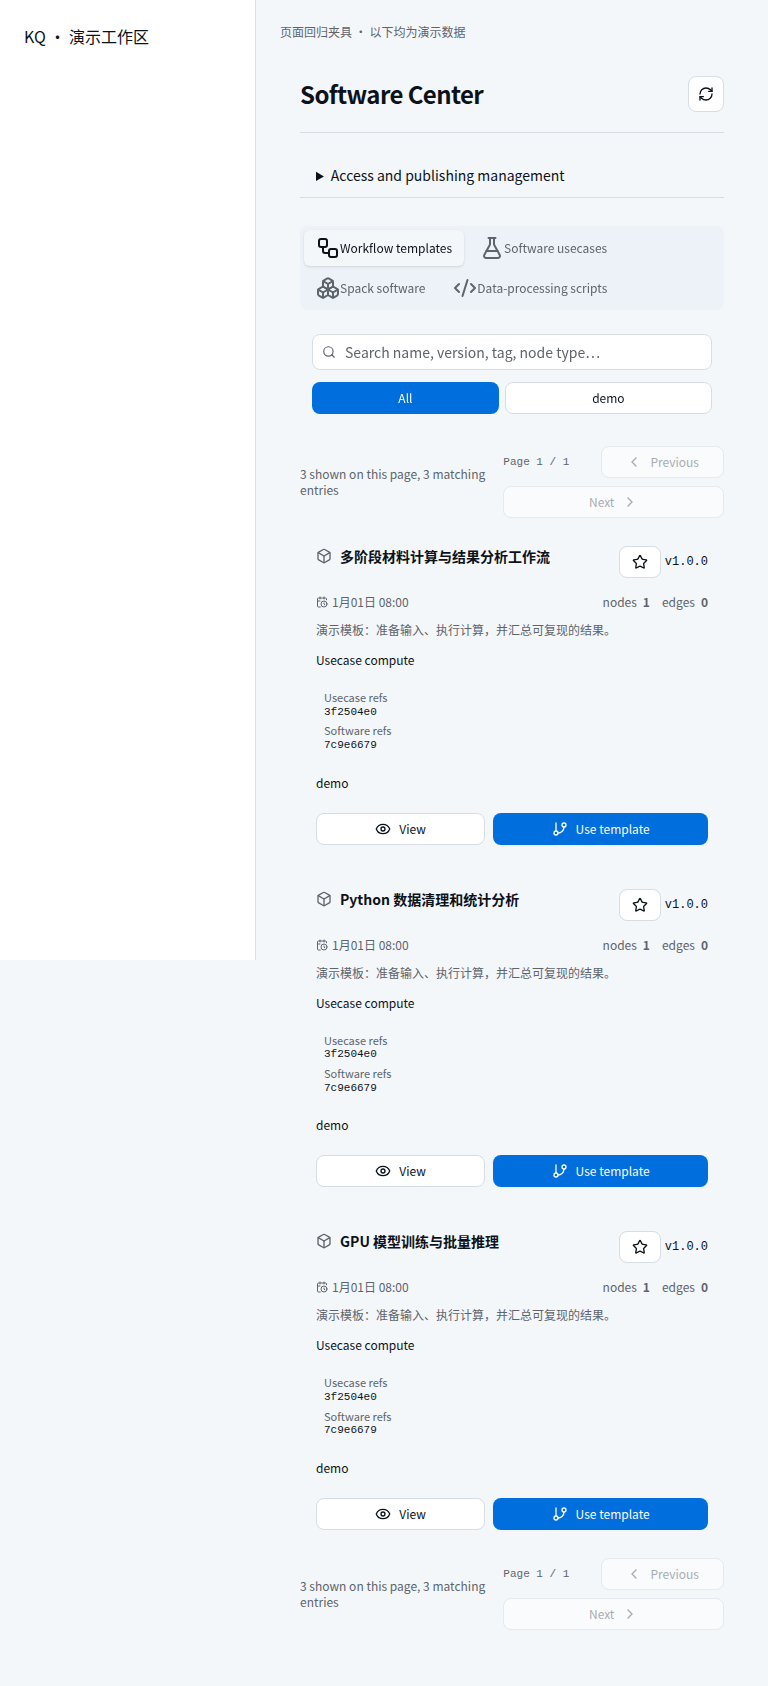 KQ · 演示工作区
页面回归夹具 · 以下均为演示数据
Software Center
Access and publishing management
Workflow templates
Software usecases
Spack software
Data-processing scripts
Search name, version, tag, node type…
All
demo
3 shown on this page, 3 matching
entries
Page 1 / 1
Previous
Next
多阶段材料计算与结果分析工作流
v1.0.0
1月01日 08:00
nodes 1 edges 0
演示模板：准备输入、执行计算，并汇总可复现的结果。
Usecase compute
Usecase refs
3f2504e0
Software refs
7c9e6679
demo
View
Use template
Python 数据清理和统计分析
v1.0.0
1月01日 08:00
nodes 1 edges 0
演示模板：准备输入、执行计算，并汇总可复现的结果。
Usecase compute
Usecase refs
3f2504e0
Software refs
7c9e6679
demo
View
Use template
GPU 模型训练与批量推理
v1.0.0
1月01日 08:00
nodes 1 edges 0
演示模板：准备输入、执行计算，并汇总可复现的结果。
Usecase compute
Usecase refs
3f2504e0
Software refs
7c9e6679
demo
View
Use template
3 shown on this page, 3 matching
entries
Page 1 / 1
Previous
Next